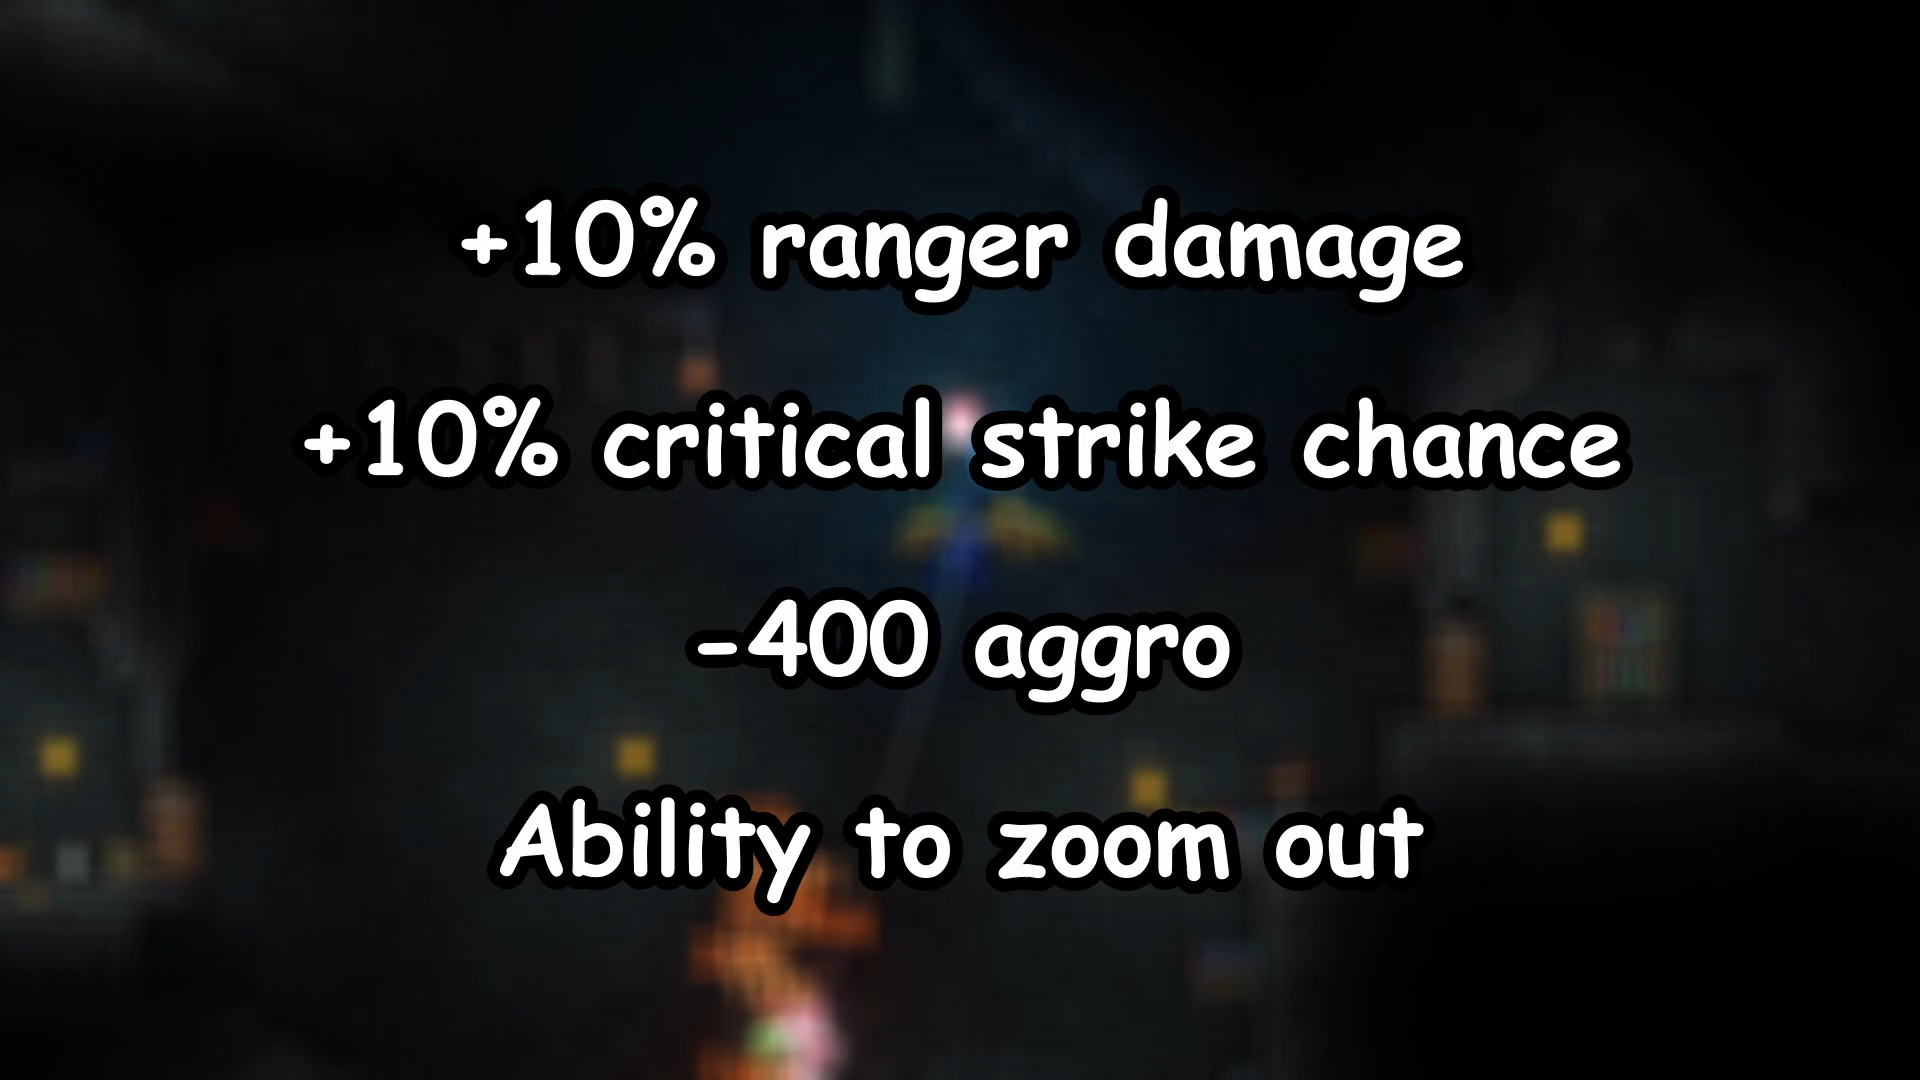 +10% ranger damage
+10% critical strike chance
-400 aggro
Ability to zoom out